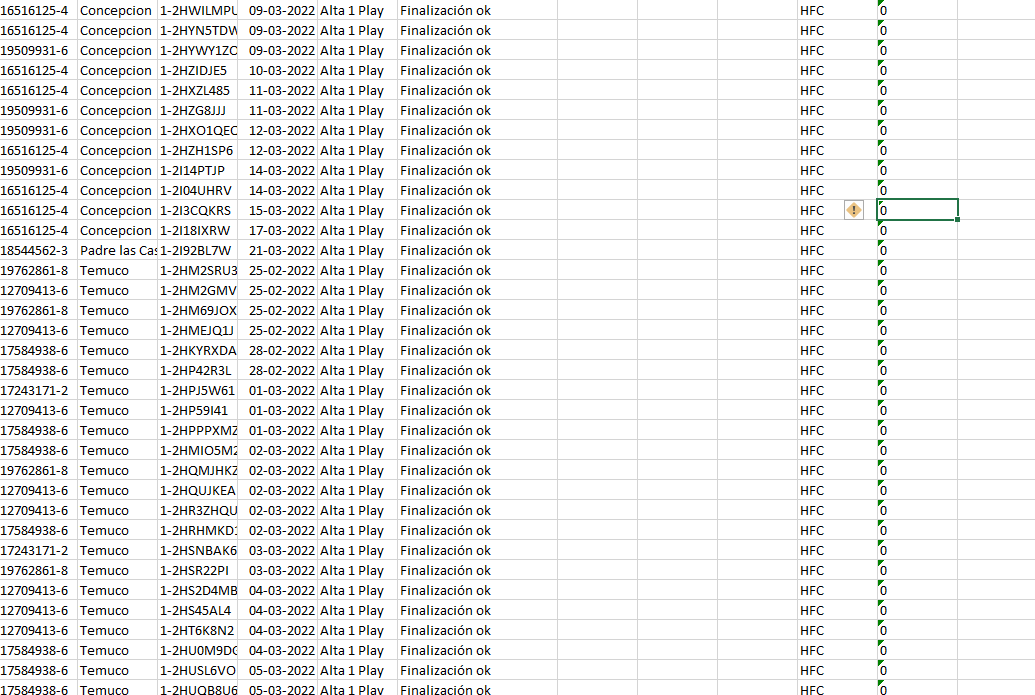 16516125-4 Concepcion 1-2HWILMPU 09-03-2022 Alta 1 Play Finalización ok HFC 0
16516125-4 Concepcion 1-2HYN5TDW 09-03-2022 Alta 1 Play Finalización ok HFC 0
19509931-6 Concepcion 1-2HYWY1ZC 09-03-2022 Alta 1 Play Finalización ok HFC 0
16516125-4 Concepcion 1-2HZIDJE5 10-03-2022 Alta 1 Play Finalización ok HFC 0
16516125-4 Concepcion 1-2HXZL485 11-03-2022 Alta 1 Play Finalización ok HFC 0
19509931-6 Concepcion 1-2HZG8JJJ 11-03-2022 Alta 1 Play Finalización ok HFC 0
19509931-6 Concepcion 1-2HXO1QEC 12-03-2022 Alta 1 Play Finalización ok HFC 0
16516125-4 Concepcion 1-2HZH1SP6 12-03-2022 Alta 1 Play Finalización ok HFC 0
19509931-6 Concepcion 1-2I14PTJP 14-03-2022 Alta 1 Play Finalización ok HFC 0
16516125-4 Concepcion 1-2I04UHRV 14-03-2022 Alta 1 Play Finalización ok HFC 0
16516125-4 Concepcion 1-2I3CQKRS 15-03-2022 Alta 1 Play Finalización ok HFC 0
16516125-4 Concepcion 1-2I18IXRW 17-03-2022 Alta 1 Play Finalización ok HFC 0
18544562-3 Padre las Cas 1-2I92BL7W 21-03-2022 Alta 1 Play Finalización ok HFC 0
19762861-8 Temuco 1-2HM2SRU3 25-02-2022 Alta 1 Play Finalización ok HFC 0
12709413-6 Temuco 1-2HM2GMV 25-02-2022 Alta 1 Play Finalización ok HFC 0
19762861-8 Temuco 1-2HM69JOX 25-02-2022 Alta 1 Play Finalización ok HFC 0
12709413-6 Temuco 1-2HMEJQ1J 25-02-2022 Alta 1 Play Finalización ok HFC 0
17584938-6 Temuco 1-2HKYRXDA 28-02-2022 Alta 1 Play Finalización ok HFC 0
17584938-6 Temuco 1-2HP42R3L 28-02-2022 Alta 1 Play Finalización ok HFC 0
17243171-2 Temuco 1-2HPJ5W61 01-03-2022 Alta 1 Play Finalización ok HFC 0
12709413-6 Temuco 1-2HP59I41 01-03-2022 Alta 1 Play Finalización ok HFC 0
17584938-6 Temuco 1-2HPPPXMZ 01-03-2022 Alta 1 Play Finalización ok HFC 0
17584938-6 Temuco 1-2HMIO5M2 02-03-2022 Alta 1 Play Finalización ok HFC 0
19762861-8 Temuco 1-2HQMJHKZ 02-03-2022 Alta 1 Play Finalización ok HFC 0
12709413-6 Temuco 1-2HQUJKEA 02-03-2022 Alta 1 Play Finalización ok HFC 0
12709413-6 Temuco 1-2HR3ZHQU 02-03-2022 Alta 1 Play Finalización ok HFC 0
17584938-6 Temuco 1-2HRHMKD1 02-03-2022 Alta 1 Play Finalización ok HFC 0
17243171-2 Temuco 1-2HSNBAK6 03-03-2022 Alta 1 Play Finalización ok HFC 0
19762861-8 Temuco 1-2HSR22PI 03-03-2022 Alta 1 Play Finalización ok HFC 0
12709413-6 Temuco 1-2HS2D4MB 04-03-2022 Alta 1 Play Finalización ok HFC 0
12709413-6 Temuco 1-2HS45AL4 04-03-2022 Alta 1 Play Finalización ok HFC 0
12709413-6 Temuco 1-2HT6K8N2 04-03-2022 Alta 1 Play Finalización ok HFC 0
17584938-6 Temuco 1-2HU0M9DG 04-03-2022 Alta 1 Play Finalización ok HFC 0
17584938-6 Temuco 1-2HUSL6VO 05-03-2022 Alta 1 Play Finalización ok HFC 0
17584938-6 Temuco 1-2HUQB8U6 05-03-2022 Alta 1 Play Finalización ok HFC 0